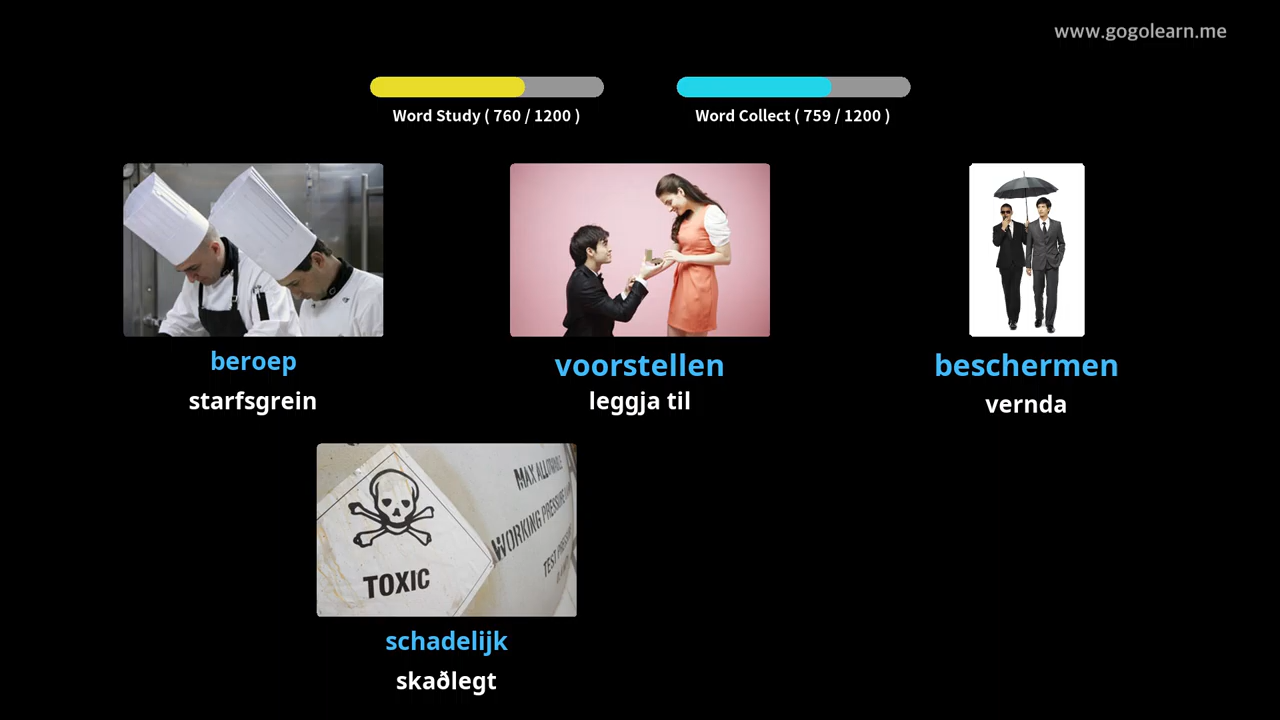 www.gogolearn.me
Word Study ( 760 / 1200 )
Word Collect ( 759 / 1200 )
beroep
starfsgrein
voorstellen
leggja til
beschermen
vernda
TOXIC
MAX ALLOWABLE
WORKING PRESSURE
TEST
schadelijk
skaðlegt